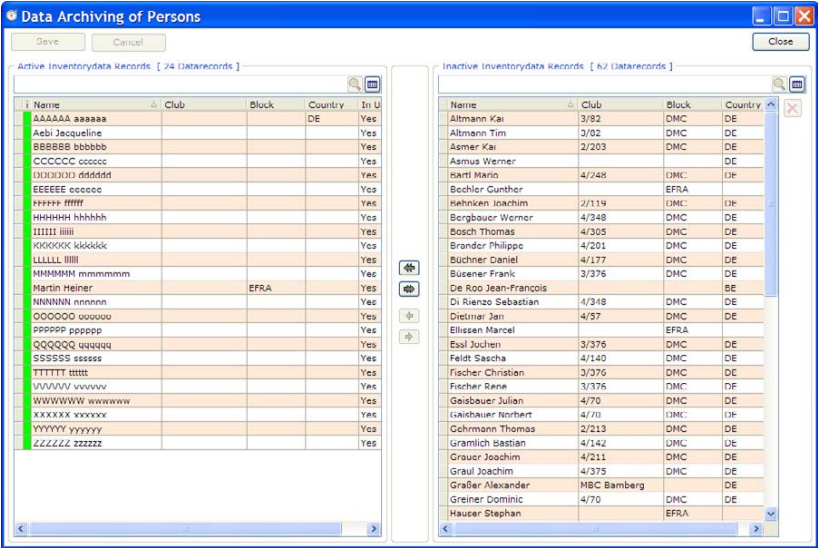 Data Archiving of Persons
Save Cancel Close
Active Inventorydata Records [ 24 Datarecords ]
i Name Club Block Country In U
AAAAAA aaaaaa DE Yes
Aebi Jacqueline Yes
BBBBBB bbbbbb Yes
CCCCCC cccccc Yes
DDDDDD dddddd Yes
EEEEEE eeeeee Yes
FFFFFF ffffff Yes
HHHHHH hhhhhh Yes
IIIIII iiiiii Yes
KKKKKK kkkkkk Yes
LLLLLL llllll Yes
MMMMMM mmmmmm Yes
Martin Heiner EFRA Yes
NNNNNN nnnnnn Yes
OOOOOO oooooo Yes
PPPPPP pppppp Yes
QQQQQQ qqqqqq Yes
SSSSSS ssssss Yes
TTTTTT tttttt Yes
VVVVVV vvvvvv Yes
WWWWWW wwwwww Yes
XXXXXX xxxxxx Yes
YYYYYY yyyyyy Yes
ZZZZZZ zzzzzz Yes
Inactive Inventorydata Records [ 62 Datarecords ]
Name Club Block Country
Altmann Kai 3/82 DMC DE
Altmann Tim 3/02 DMC DE
Asmer Kai 2/203 DMC DE
Asmus Werner DE
Bartl Mario 4/248 DMC DE
Bechler Gunther EFRA
Behnken Joachim 2/119 DMC DE
Bergbauer Werner 4/348 DMC DE
Bosch Thomas 4/305 DMC DE
Brander Philippe 4/201 DMC DE
Büchner Daniel 4/177 DMC DE
Büsener Frank 3/376 DMC DE
De Roo Jean-François BE
Di Rienzo Sebastian 4/348 DMC DE
Dietmar Jan 4/57 DMC DE
Ellissen Marcel EFRA
Essl Jochen 3/376 DMC DE
Feldt Sascha 4/140 DMC DE
Fischer Christian 3/376 DMC DE
Fischer Rene 3/376 DMC DE
Gaisbauer Julian 4/70 DMC DE
Gaisbauer Norbert 4/70 DMC DE
Gehrmann Thomas 2/213 DMC DE
Gramlich Bastian 4/142 DMC DE
Grauer Joachim 4/211 DMC DE
Graul Joachim 4/375 DMC DE
Graßer Alexander MBC Bamberg DE
Greiner Dominic 4/70 DMC DE
Hauser Stephan EFRA